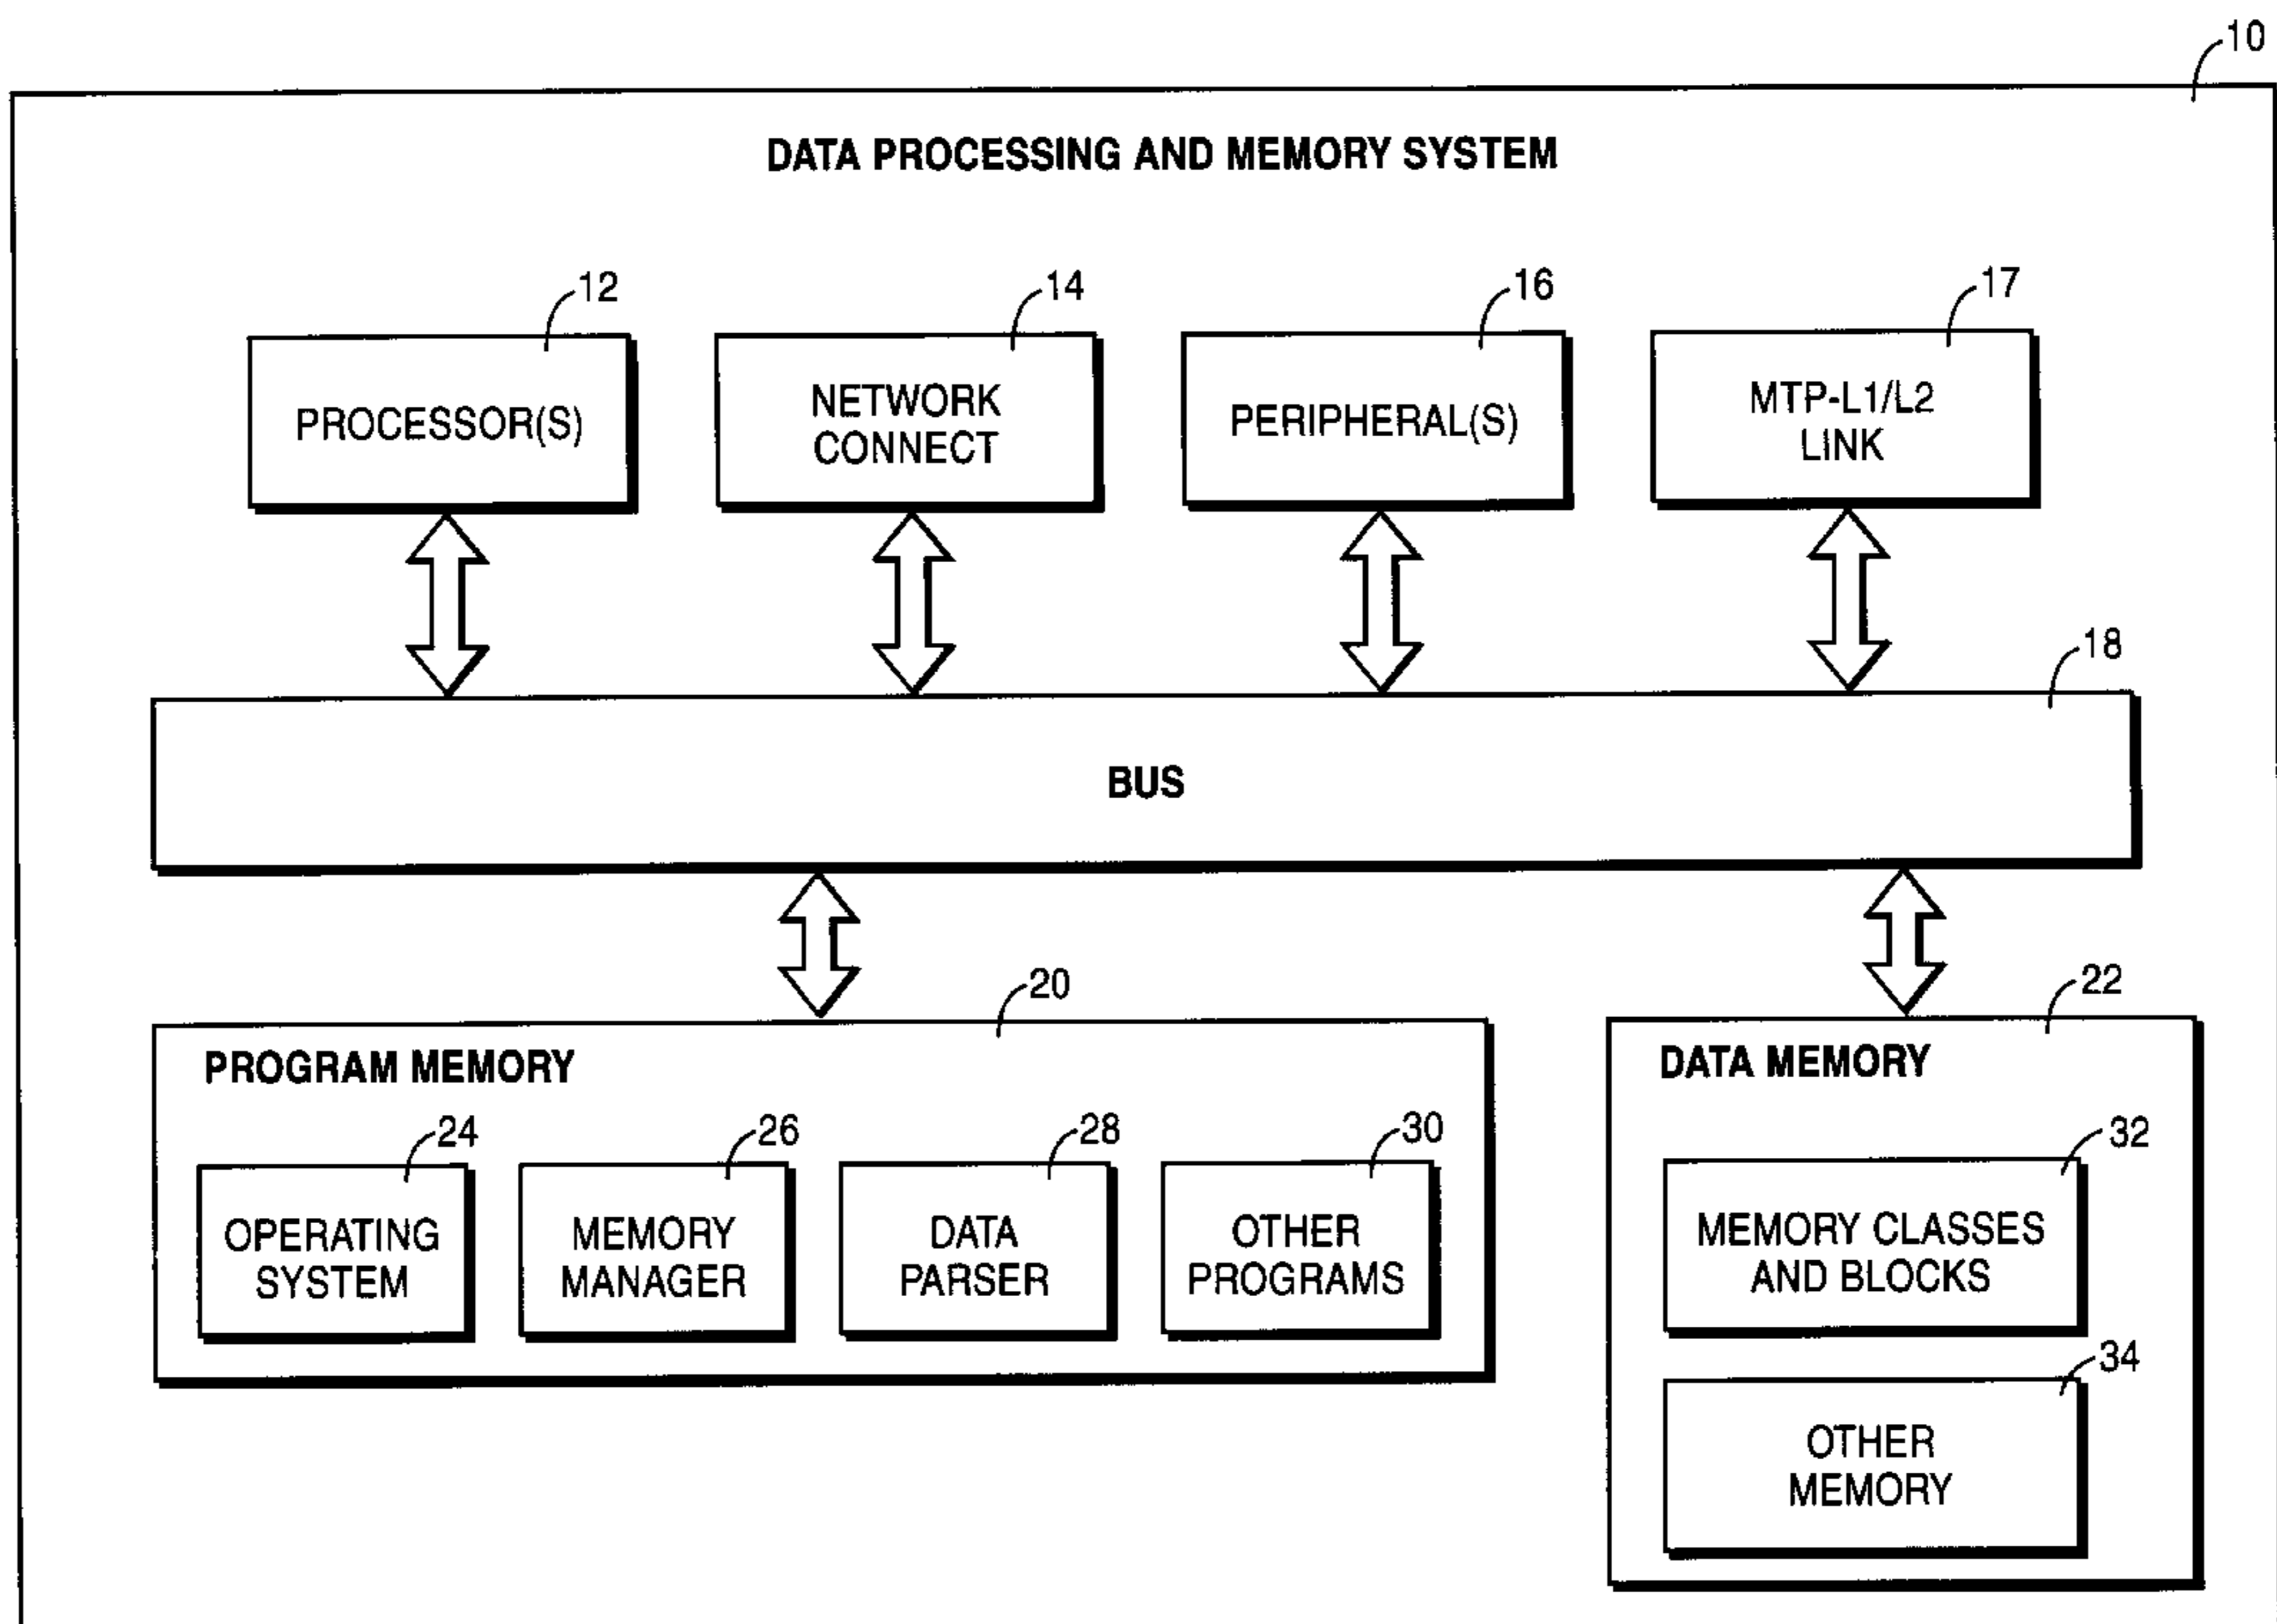 10
DATA PROCESSING AND MEMORY SYSTEM
12
14
16
17
PROCESSOR(S)
NETWORK
CONNECT
PERIPHERAL(S)
MTP-L1/L2
LINK
18
BUS
20
22
PROGRAM MEMORY
DATA MEMORY
24
26
28
30
32
OPERATING
SYSTEM
MEMORY
MANAGER
DATA
PARSER
OTHER
PROGRAMS
MEMORY CLASSES
AND BLOCKS
34
OTHER
MEMORY